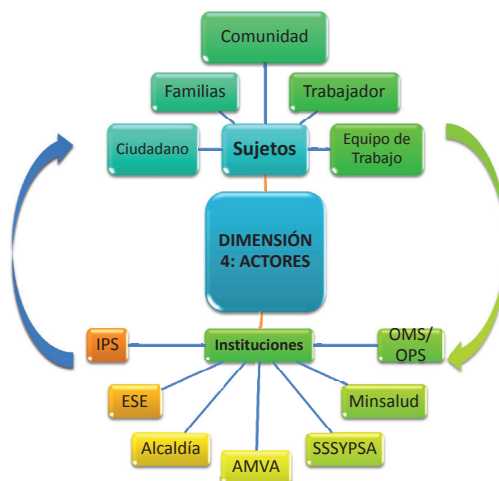 Comunidad
Familias
Trabajador
Ciudadano
Sujetos
Equipo de
Trabajo
DIMENSIÓN
4: ACTORES
IPS
Instituciones
OMS/
OPS
ESE
Minsalud
Alcaldía
SSSYPSA
AMVA